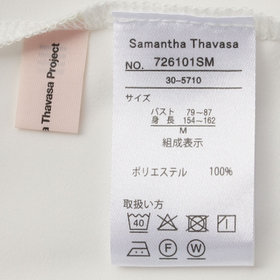 Samantha Thavasa
NO. 726101SM
30-5710
サイズ
バスト 79~87
身長 154~162
M
組成表示
ポリエステル 100%
取扱い方
40
F W
a Thavasa Project